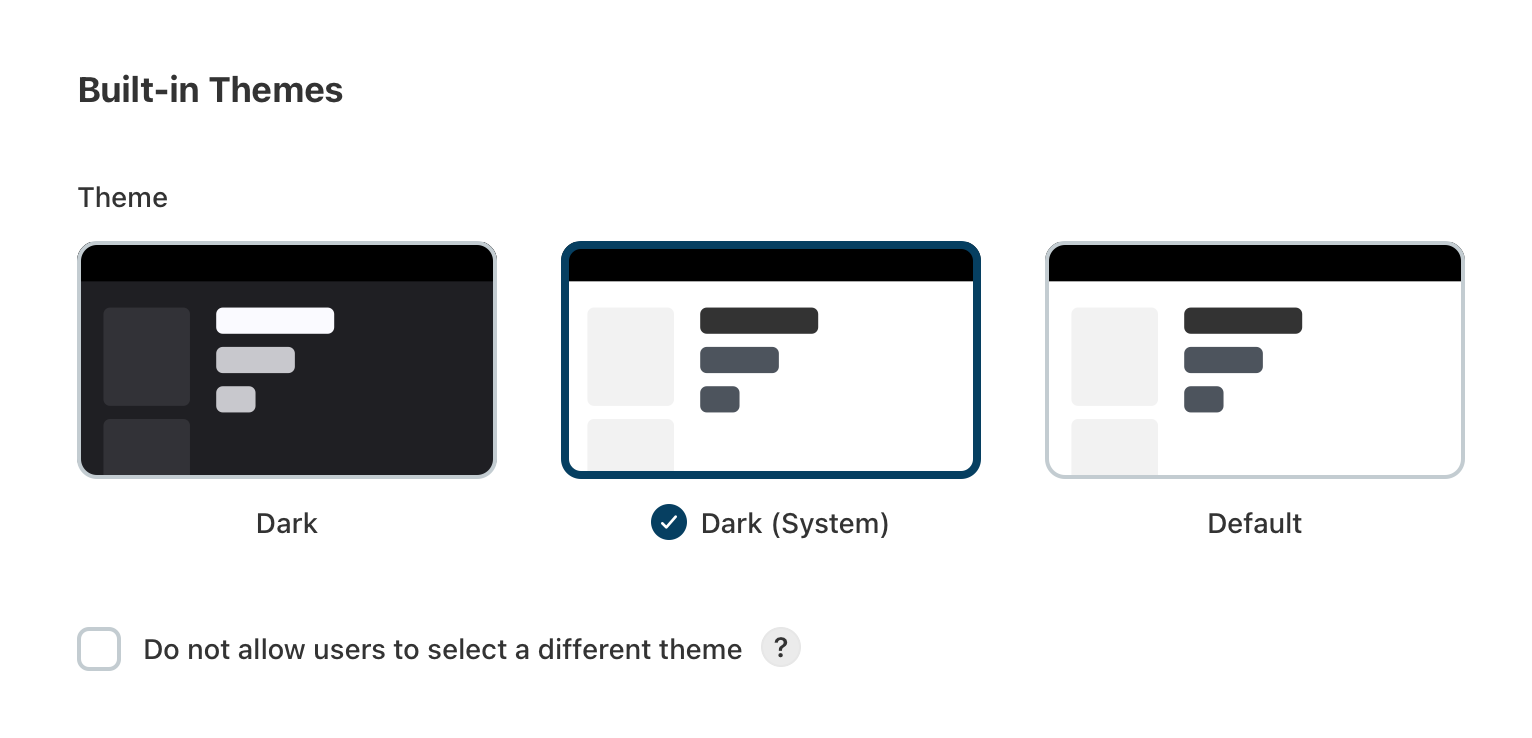 Built-in Themes
Theme
Dark
Dark (System)
Default
Do not allow users to select a different theme ?